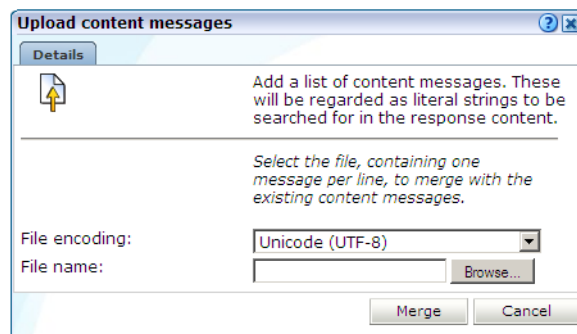 Upload content messages
Details
Add a list of content messages. These
will be regarded as literal strings to be
searched for in the response content.
Select the file, containing one
message per line, to merge with the
existing content messages.
File encoding:
Unicode (UTF-8)
File name:
Browse...
Merge
Cancel